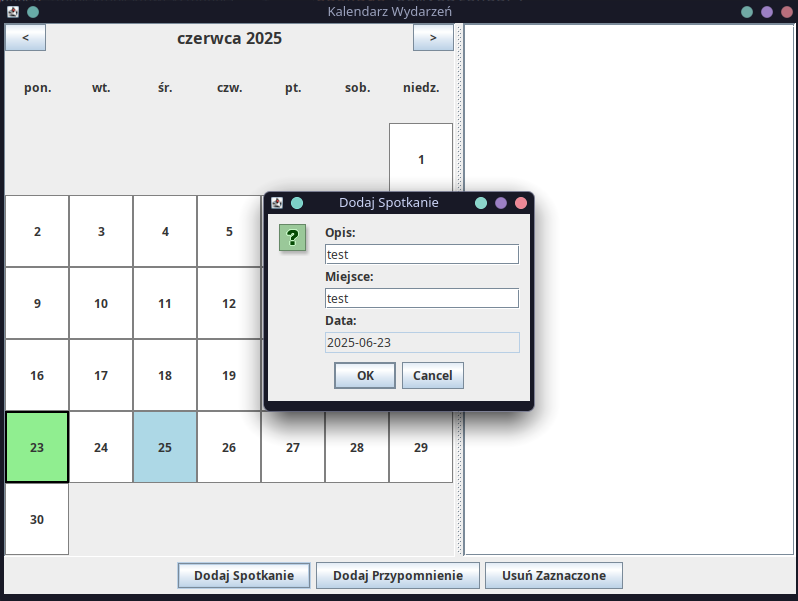 Kalendarz Wydarzeń
< czerwca 2025 >
pon. wt. śr. czw. pt. sob. niedz.
1
Dodaj Spotkanie
2 3 4 5
?
Opis:
test
Miejsce:
test
9 10 11 12
Data:
2025-06-23
16 17 18 19
OK Cancel
23 24 25 26 27 28 29
30
Dodaj Spotkanie Dodaj Przypomnienie Usuń Zaznaczone